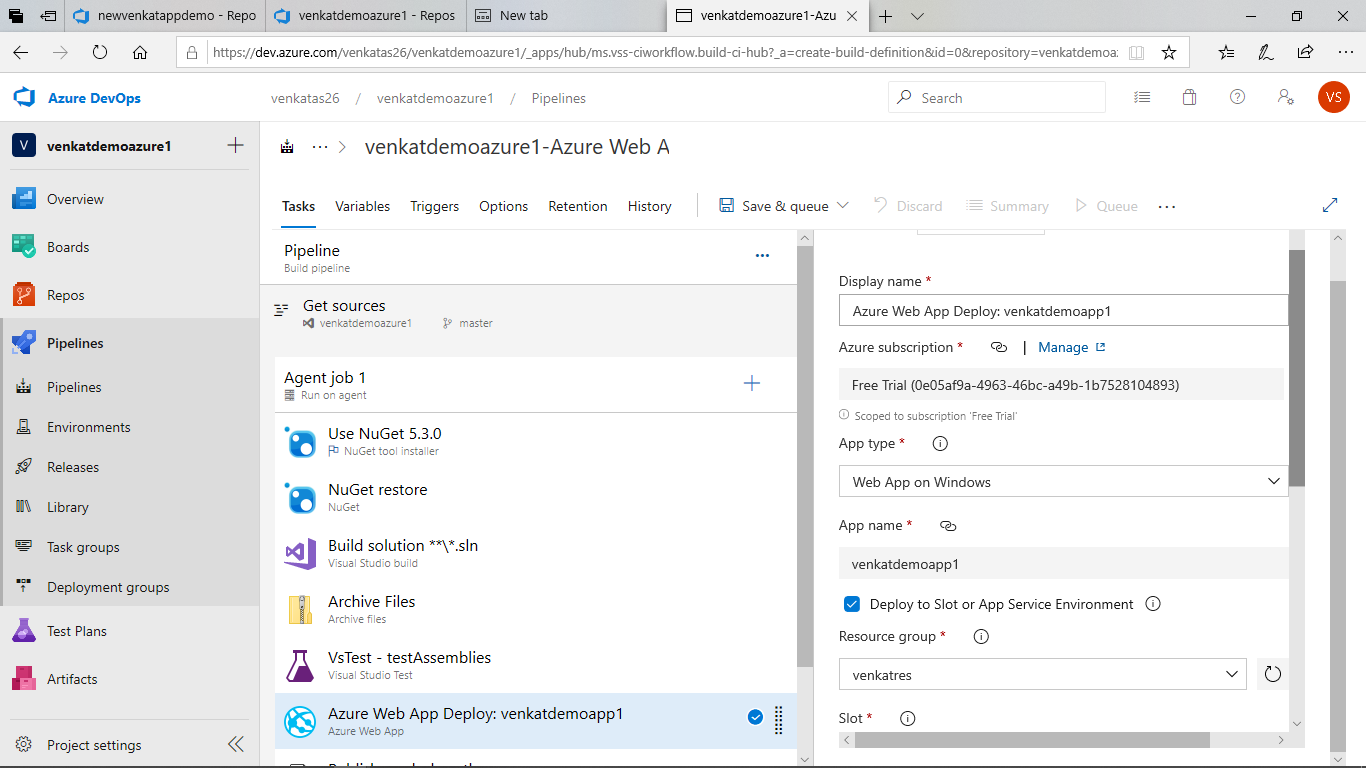 newvenkatappdemo - Repo
venkatdemoazure1 - Repos
New tab
venkatdemoazure1-Azu
https://dev.azure.com/venkatas26/venkatdemoazure1/_apps/hub/ms.vss-ciworkflow.build-ci-hub?_a=create-build-definition&id=0&repository=venkatdemoaz
Azure DevOps
venkatas26 / venkatdemoazure1 / Pipelines
Search
VS
V venkatdemoazure1
Overview
Boards
Repos
Pipelines
Pipelines
Environments
Releases
Library
Task groups
Deployment groups
Test Plans
Artifacts
Project settings
... > venkatdemoazure1-Azure Web A
Tasks Variables Triggers Options Retention History Save & queue Discard Summary Queue ...
Pipeline
Build pipeline
Get sources
venkatdemoazure1 master
Agent job 1
Run on agent
Use NuGet 5.3.0
NuGet tool installer
NuGet restore
NuGet
Build solution **\*.sln
Visual Studio build
Archive Files
Archive files
VsTest - testAssemblies
Visual Studio Test
Azure Web App Deploy: venkatdemoapp1
Azure Web App
Display name *
Azure Web App Deploy: venkatdemoapp1
Azure subscription * | Manage
Free Trial (0e05af9a-4963-46bc-a49b-1b7528104893)
Scoped to subscription 'Free Trial'
App type *
Web App on Windows
App name *
venkatdemoapp1
Deploy to Slot or App Service Environment
Resource group *
venkatres
Slot *